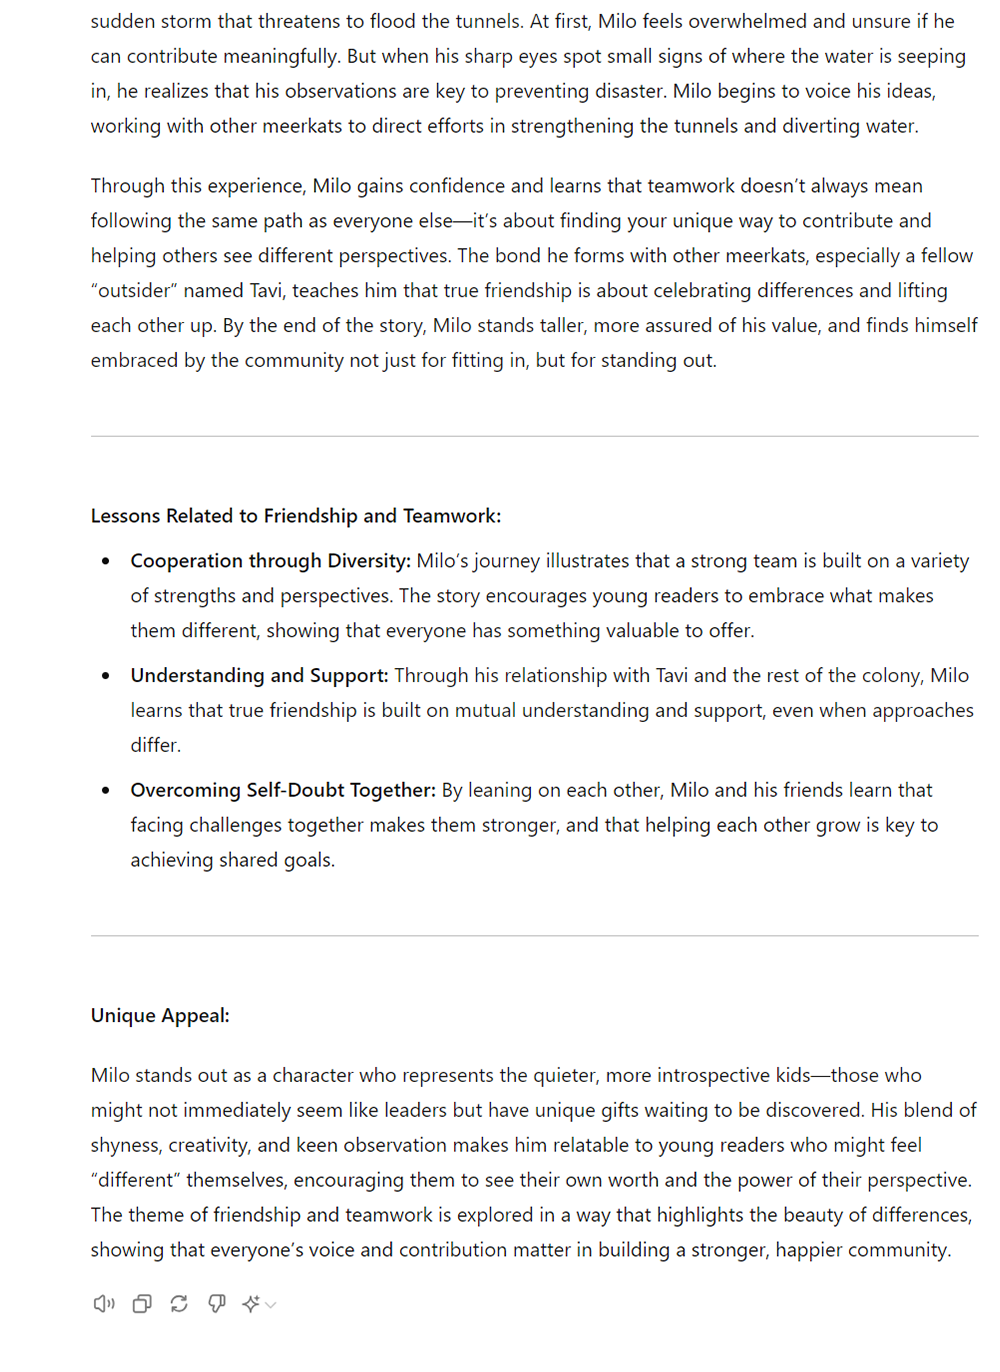 sudden storm that threatens to flood the tunnels. At first, Milo feels overwhelmed and unsure if he
can contribute meaningfully. But when his sharp eyes spot small signs of where the water is seeping
in, he realizes that his observations are key to preventing disaster. Milo begins to voice his ideas,
working with other meerkats to direct efforts in strengthening the tunnels and diverting water.
Through this experience, Milo gains confidence and learns that teamwork doesn’t always mean
following the same path as everyone else—it’s about finding your unique way to contribute and
helping others see different perspectives. The bond he forms with other meerkats, especially a fellow
“outsider” named Tavi, teaches him that true friendship is about celebrating differences and lifting
each other up. By the end of the story, Milo stands taller, more assured of his value, and finds himself
embraced by the community not just for fitting in, but for standing out.
Lessons Related to Friendship and Teamwork:
• Cooperation through Diversity: Milo’s journey illustrates that a strong team is built on a variety
of strengths and perspectives. The story encourages young readers to embrace what makes
them different, showing that everyone has something valuable to offer.
• Understanding and Support: Through his relationship with Tavi and the rest of the colony, Milo
learns that true friendship is built on mutual understanding and support, even when approaches
differ.
• Overcoming Self-Doubt Together: By leaning on each other, Milo and his friends learn that
facing challenges together makes them stronger, and that helping each other grow is key to
achieving shared goals.
Unique Appeal:
Milo stands out as a character who represents the quieter, more introspective kids—those who
might not immediately seem like leaders but have unique gifts waiting to be discovered. His blend of
shyness, creativity, and keen observation makes him relatable to young readers who might feel
“different” themselves, encouraging them to see their own worth and the power of their perspective.
The theme of friendship and teamwork is explored in a way that highlights the beauty of differences,
showing that everyone’s voice and contribution matter in building a stronger, happier community.